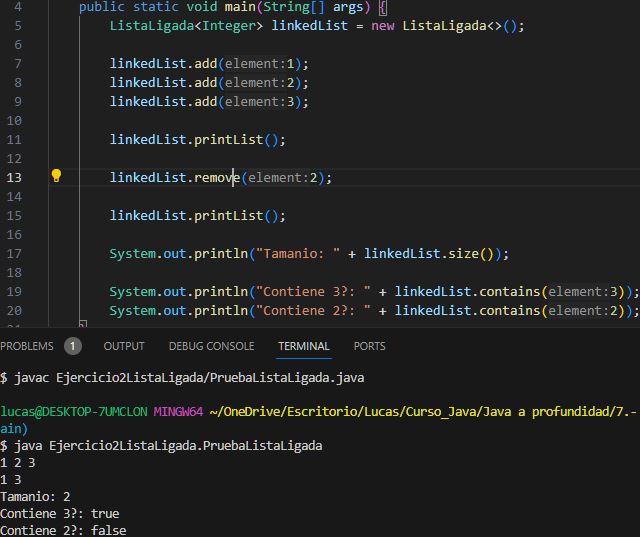 4 public static void main(String[] args) {
5 ListaLigada<Integer> linkedList = new ListaLigada<>();
6
7 linkedList.add(element:1);
8 linkedList.add(element:2);
9 linkedList.add(element:3);
10
11 linkedList.printList();
12
13 linkedList.remove(element:2);
14
15 linkedList.printList();
16
17 System.out.println("Tamanio: " + linkedList.size());
18
19 System.out.println("Contiene 3?: " + linkedList.contains(element:3));
20 System.out.println("Contiene 2?: " + linkedList.contains(element:2));
21 }
PROBLEMS 1 OUTPUT DEBUG CONSOLE TERMINAL PORTS
$ javac Ejercicio2ListaLigada/PruebaListaLigada.java
lucas@DESKTOP-7UMCLON MINGW64 ~/OneDrive/Escritorio/Lucas/Curso_Java/Java a profundidad/7.-
ain)
$ java Ejercicio2ListaLigada.PruebaListaLigada
1 2 3
1 3
Tamanio: 2
Contiene 3?: true
Contiene 2?: false